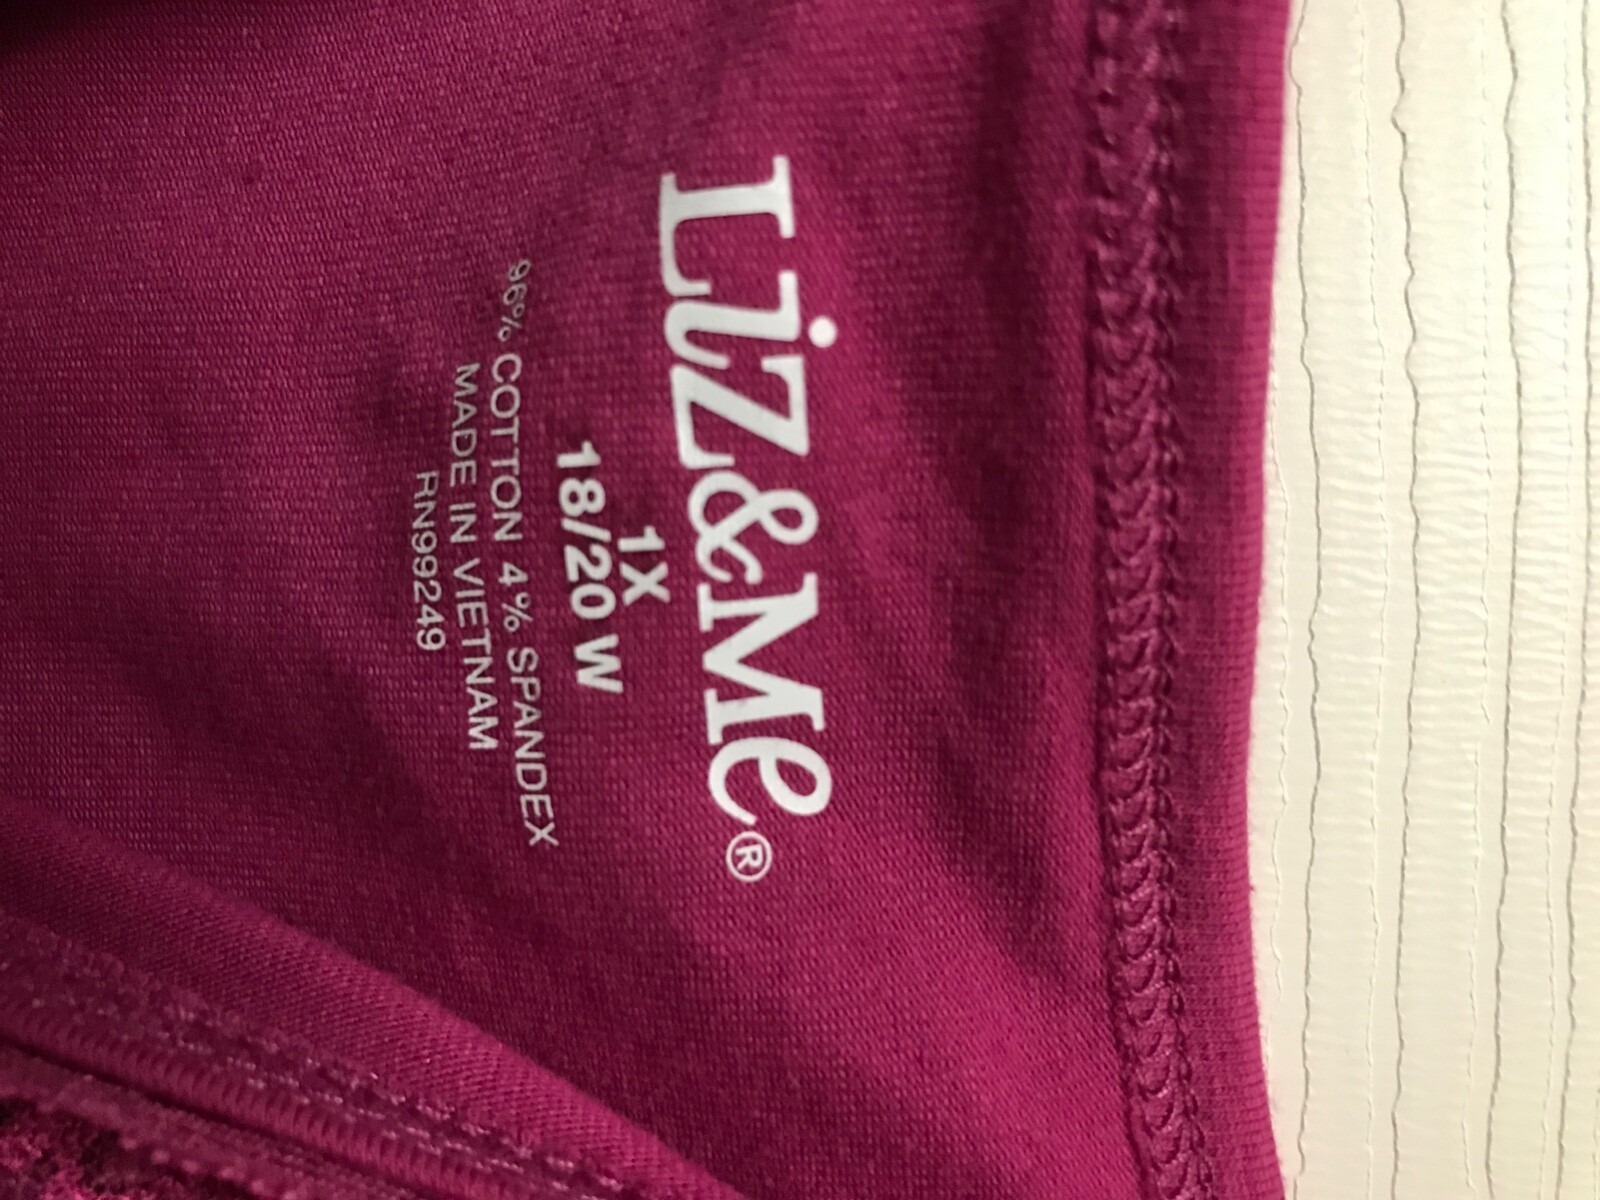 Liz&Me®
1X
18/20 W
96% COTTON 4% SPANDEX
MADE IN VIETNAM
RN99249